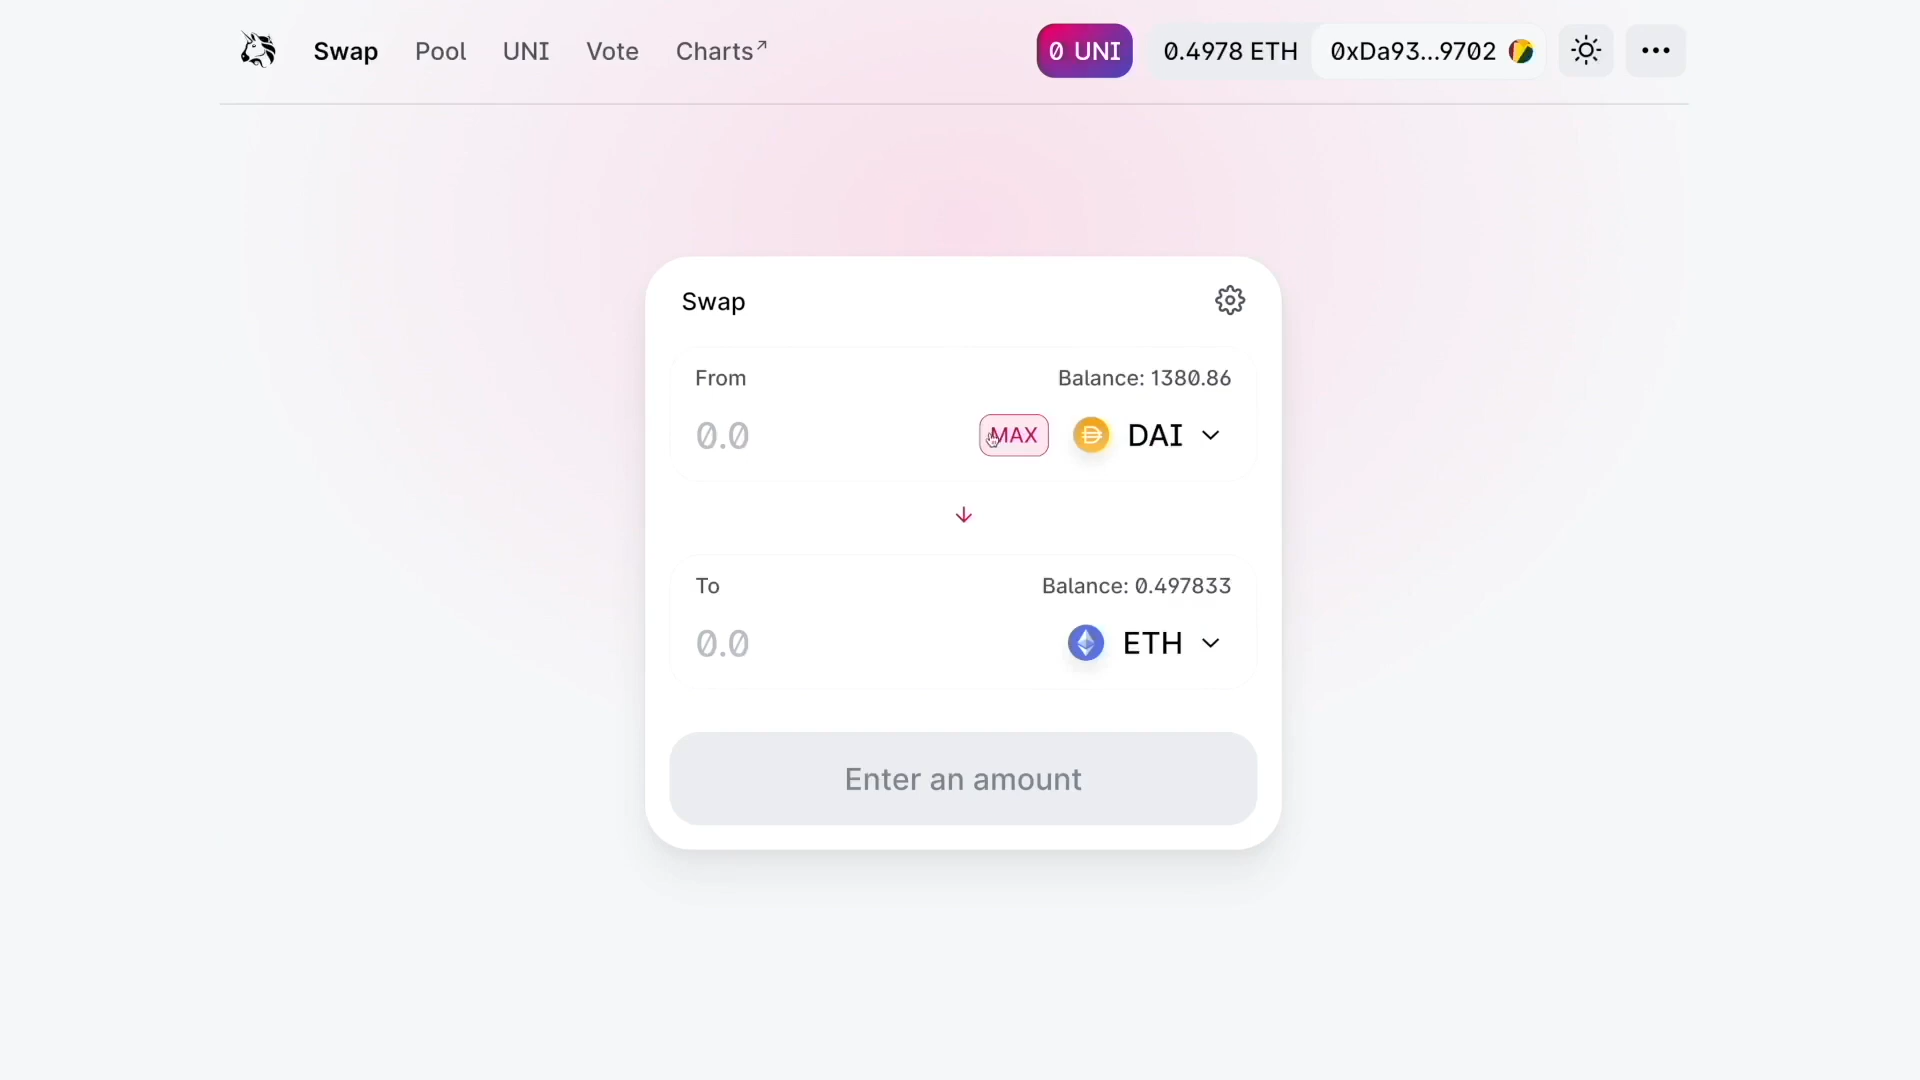 Swap Pool UNI Vote Charts↗ 0 UNI 0.4978 ETH 0xDa93...9702
Swap
From Balance: 1380.86
0.0 MAX DAI
To Balance: 0.497833
0.0 ETH
Enter an amount